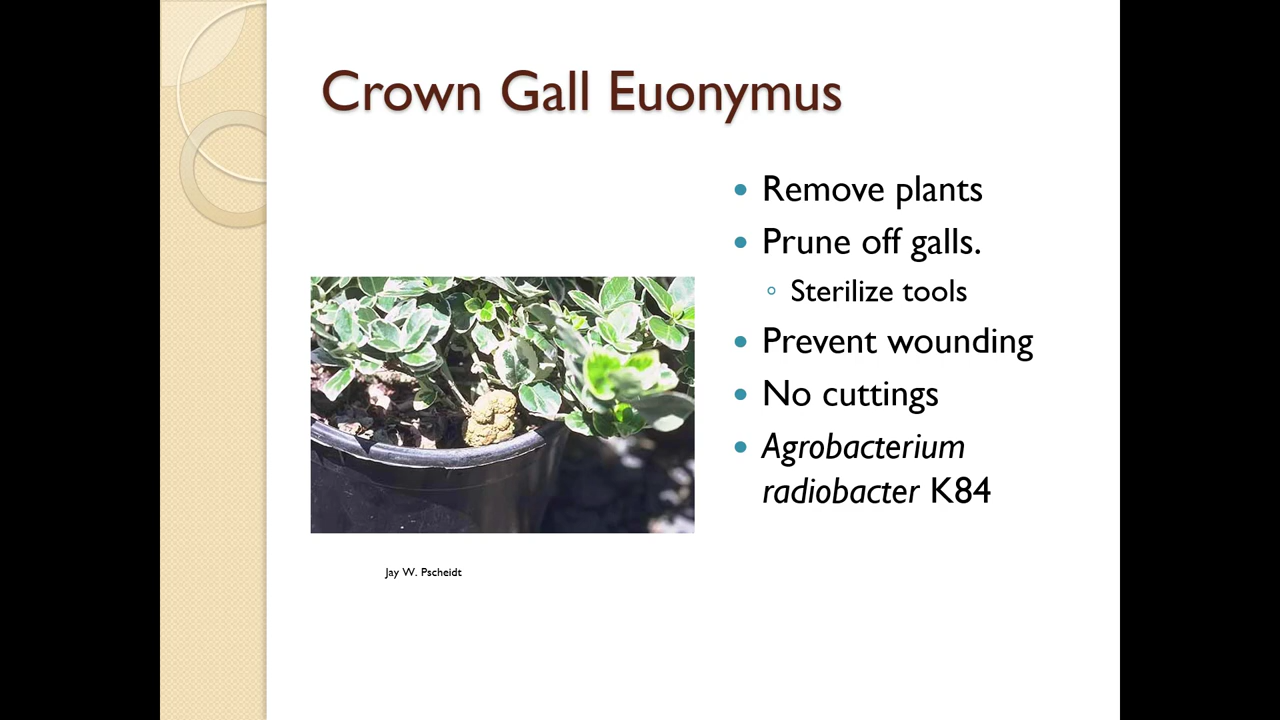 Crown Gall Euonymus
• Remove plants
• Prune off galls.
◦ Sterilize tools
• Prevent wounding
• No cuttings
• Agrobacterium
radiobacter K84
Jay W. Pscheidt